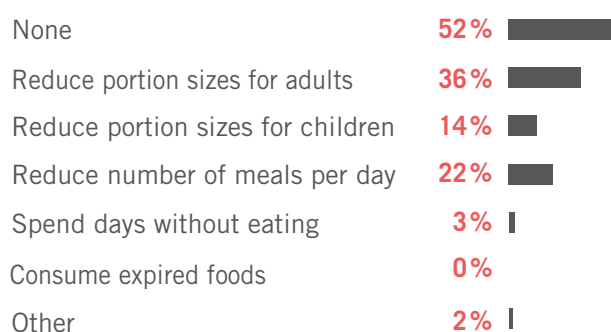 None 52%
Reduce portion sizes for adults 36%
Reduce portion sizes for children 14%
Reduce number of meals per day 22%
Spend days without eating 3%
Consume expired foods 0%
Other 2%